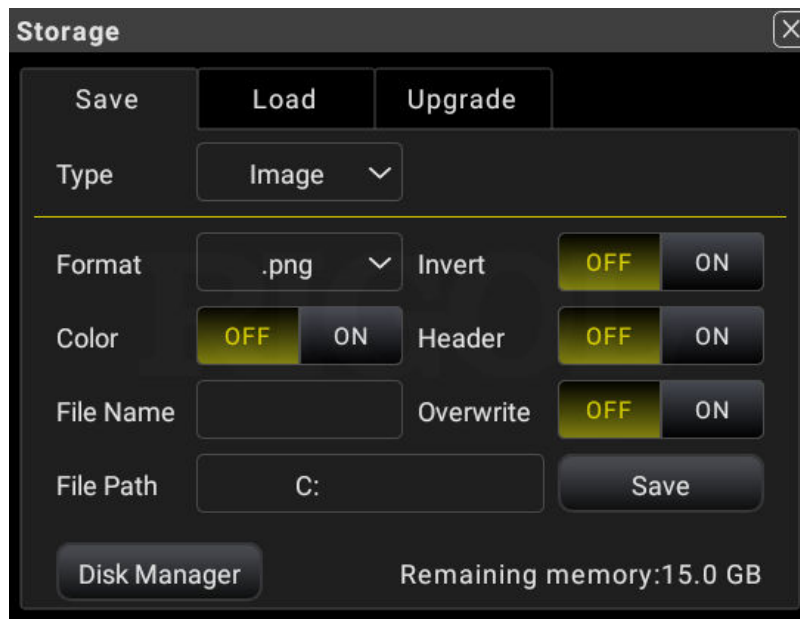 Storage
Save Load Upgrade
Type Image
Format .png Invert OFF ON
Color OFF ON Header OFF ON
File Name Overwrite OFF ON
File Path C: Save
Disk Manager Remaining memory:15.0 GB